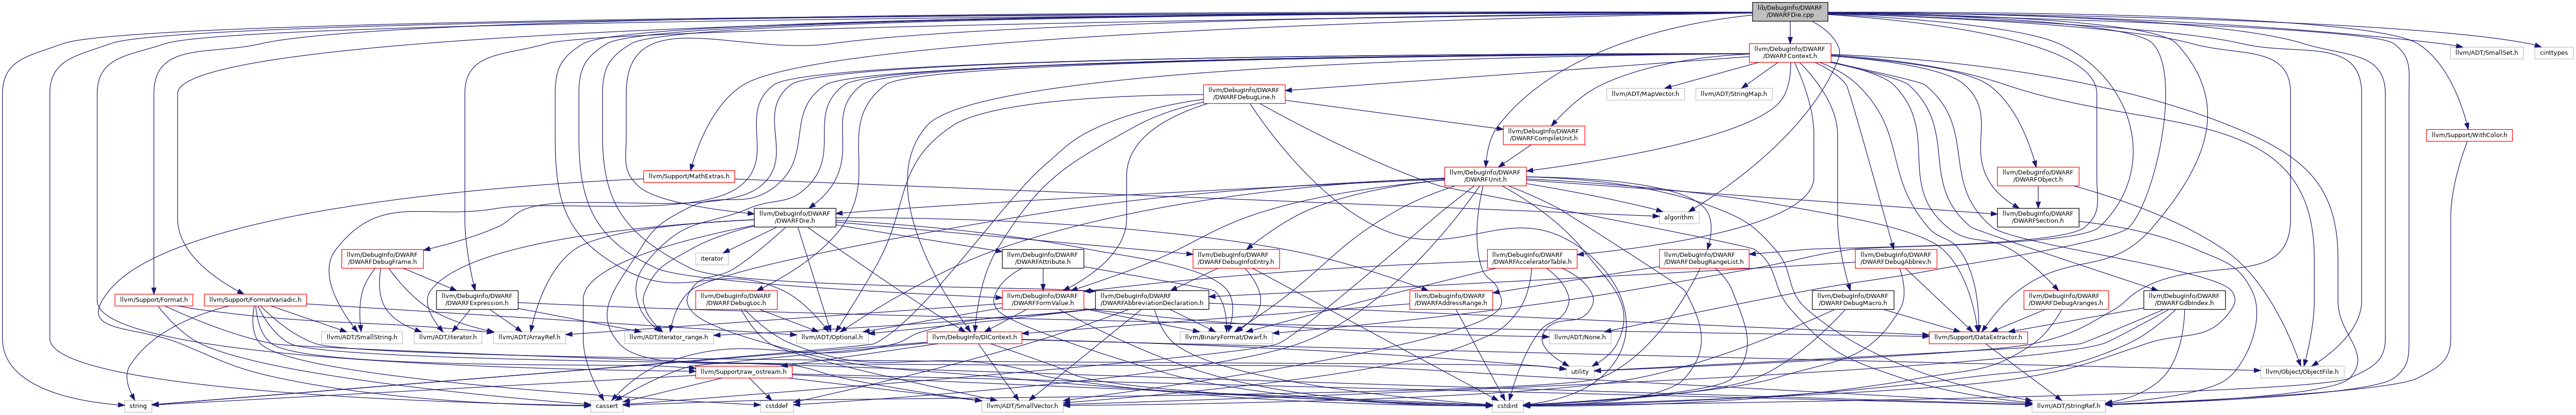 lib/DebugInfo/DWARF
/DWARFDie.cpp
llvm/DebugInfo/DWARF
/DWARFContext.h
llvm/ADT/SmallSet.h
cinttypes
llvm/DebugInfo/DWARF
/DWARFDebugLine.h
llvm/ADT/MapVector.h
llvm/ADT/StringMap.h
llvm/DebugInfo/DWARF
/DWARFCompileUnit.h
llvm/Support/WithColor.h
llvm/Support/MathExtras.h
llvm/DebugInfo/DWARF
/DWARFUnit.h
llvm/DebugInfo/DWARF
/DWARFObject.h
llvm/DebugInfo/DWARF
/DWARFDie.h
algorithm
llvm/DebugInfo/DWARF
/DWARFSection.h
llvm/DebugInfo/DWARF
/DWARFDebugFrame.h
iterator
llvm/DebugInfo/DWARF
/DWARFAttribute.h
llvm/DebugInfo/DWARF
/DWARFDebugInfoEntry.h
llvm/DebugInfo/DWARF
/DWARFAcceleratorTable.h
llvm/DebugInfo/DWARF
/DWARFDebugRangeList.h
llvm/DebugInfo/DWARF
/DWARFDebugAbbrev.h
llvm/Support/Format.h
llvm/Support/FormatVariadic.h
llvm/DebugInfo/DWARF
/DWARFExpression.h
llvm/DebugInfo/DWARF
/DWARFDebugLoc.h
llvm/DebugInfo/DWARF
/DWARFFormValue.h
llvm/DebugInfo/DWARF
/DWARFAbbreviationDeclaration.h
llvm/DebugInfo/DWARF
/DWARFAddressRange.h
llvm/DebugInfo/DWARF
/DWARFDebugMacro.h
llvm/DebugInfo/DWARF
/DWARFDebugAranges.h
llvm/DebugInfo/DWARF
/DWARFGdbIndex.h
llvm/ADT/SmallString.h
llvm/ADT/iterator.h
llvm/ADT/ArrayRef.h
llvm/ADT/iterator_range.h
llvm/ADT/Optional.h
llvm/DebugInfo/DIContext.h
llvm/BinaryFormat/Dwarf.h
llvm/ADT/None.h
llvm/Support/DataExtractor.h
llvm/Support/raw_ostream.h
utility
llvm/Object/ObjectFile.h
string
cassert
cstddef
llvm/ADT/SmallVector.h
cstdint
llvm/ADT/StringRef.h